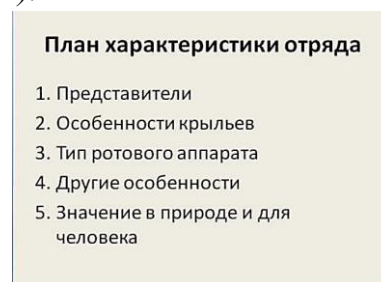 План характеристики отряда
1. Представители
2. Особенности крыльев
3. Тип ротового аппарата
4. Другие особенности
5. Значение в природе и для
человека